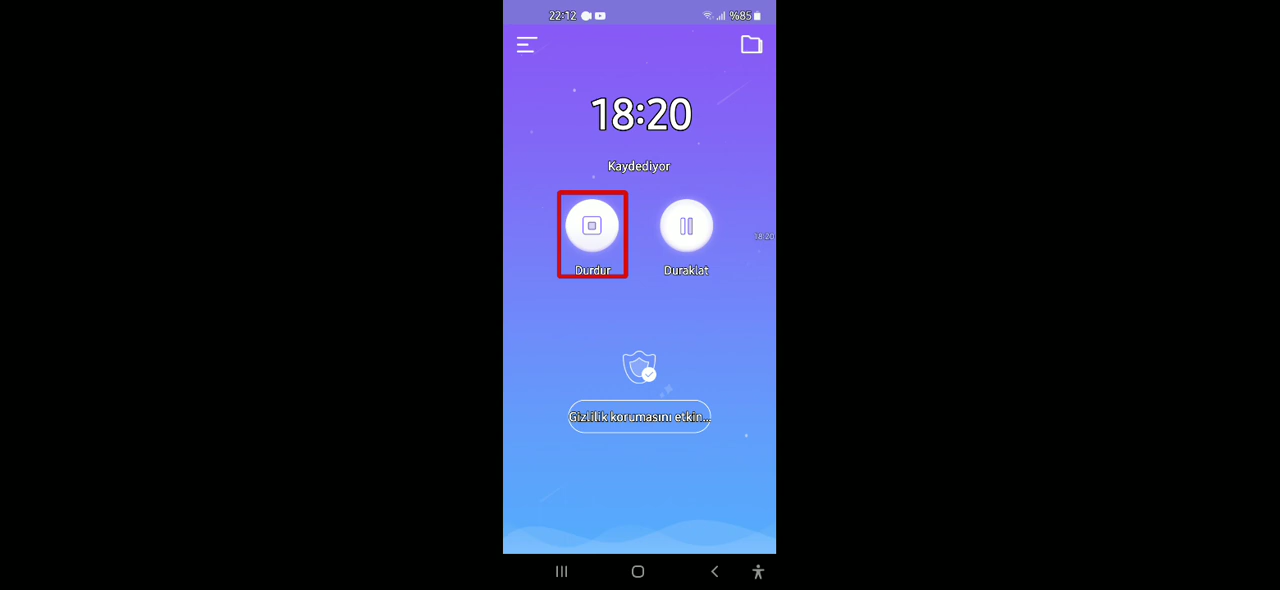 22:12
%85
18:20
Kaydediyor
18:20
Durdur
Duraklat
Gizlilik korumasını etkin...